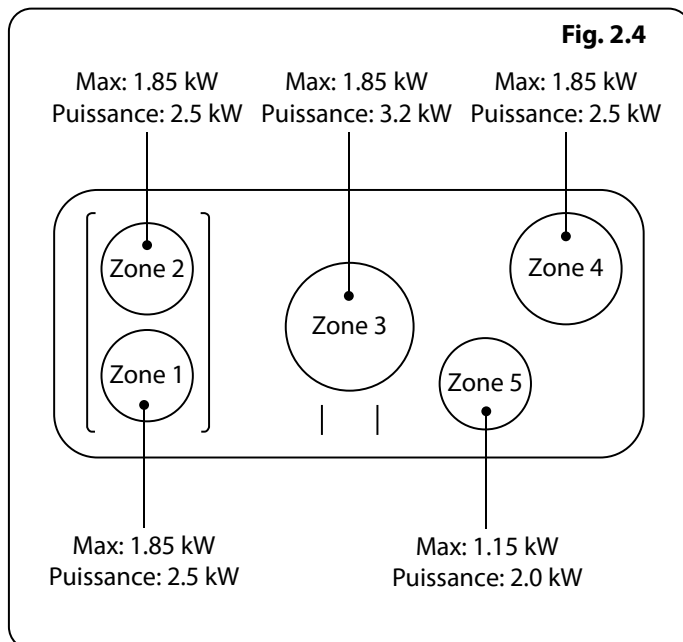 Fig. 2.4
Max: 1.85 kW
Puissance: 2.5 kW
Max: 1.85 kW
Puissance: 3.2 kW
Max: 1.85 kW
Puissance: 2.5 kW
Zone 2
Zone 4
Zone 3
Zone 1
Zone 5
Max: 1.85 kW
Puissance: 2.5 kW
Max: 1.15 kW
Puissance: 2.0 kW